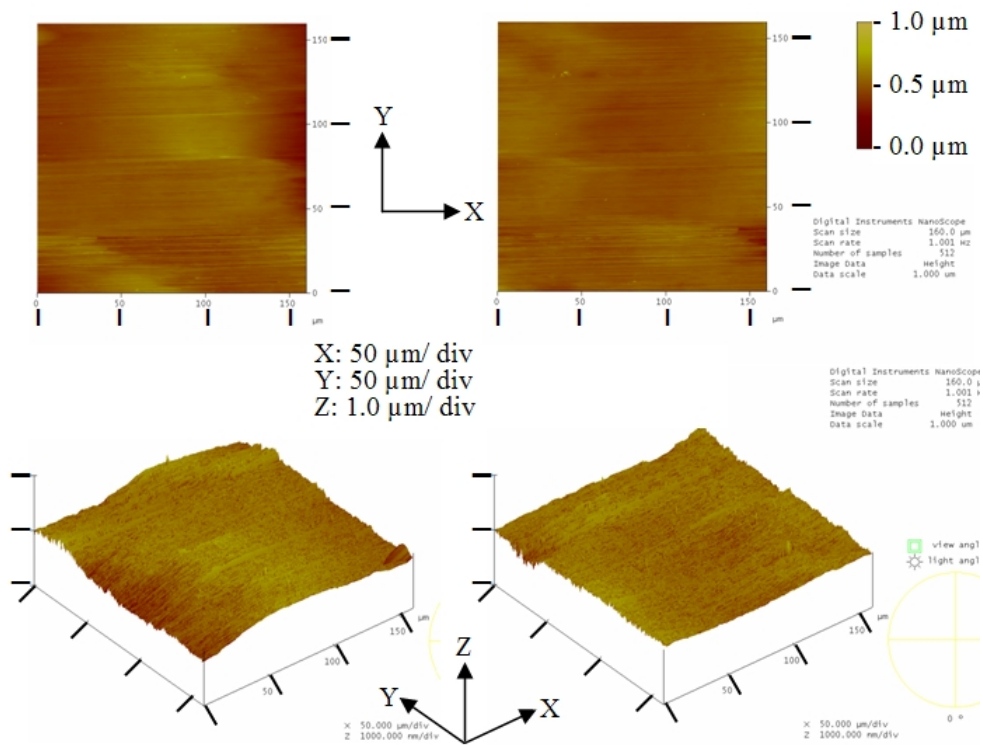 150
100
50
0
0
50
100
150
µm
Y
X
150
100
50
0
0
50
100
150
µm
1.0 µm
0.5 µm
0.0 µm
Digital Instruments NanoScope
Scan size 160.0 µm
Scan rate 1.001 Hz
Number of samples 512
Image Data Height
Data scale 1.000 um
X: 50 µm/ div
Y: 50 µm/ div
Z: 1.0 µm/ div
Digital Instruments NanoScope
Scan size 160.0 µ
Scan rate 1.001 H
Number of samples 512
Image Data Height
Data scale 1.000 um
50
100
150
µm
X 50.000 µm/div
Z 1000.000 nm/div
Z
Y
X
50
100
150
µm
X 50.000 µm/div
Z 1000.000 nm/div
view angl
light angl
0 °